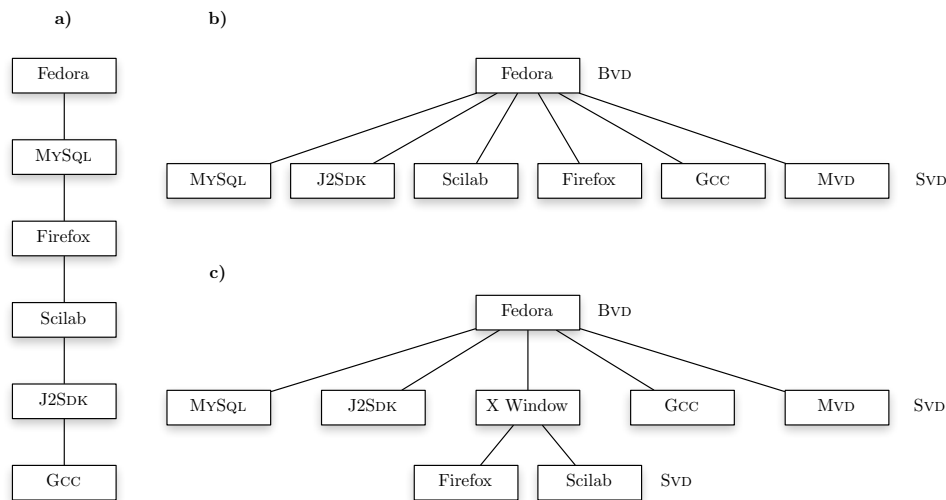 a)
Fedora
MySql
Firefox
Scilab
J2Sdk
Gcc
b)
Fedora Bvd
MySql J2Sdk Scilab Firefox Gcc Mvd Svd
c)
Fedora Bvd
MySql J2Sdk X Window Gcc Mvd Svd
Firefox Scilab Svd